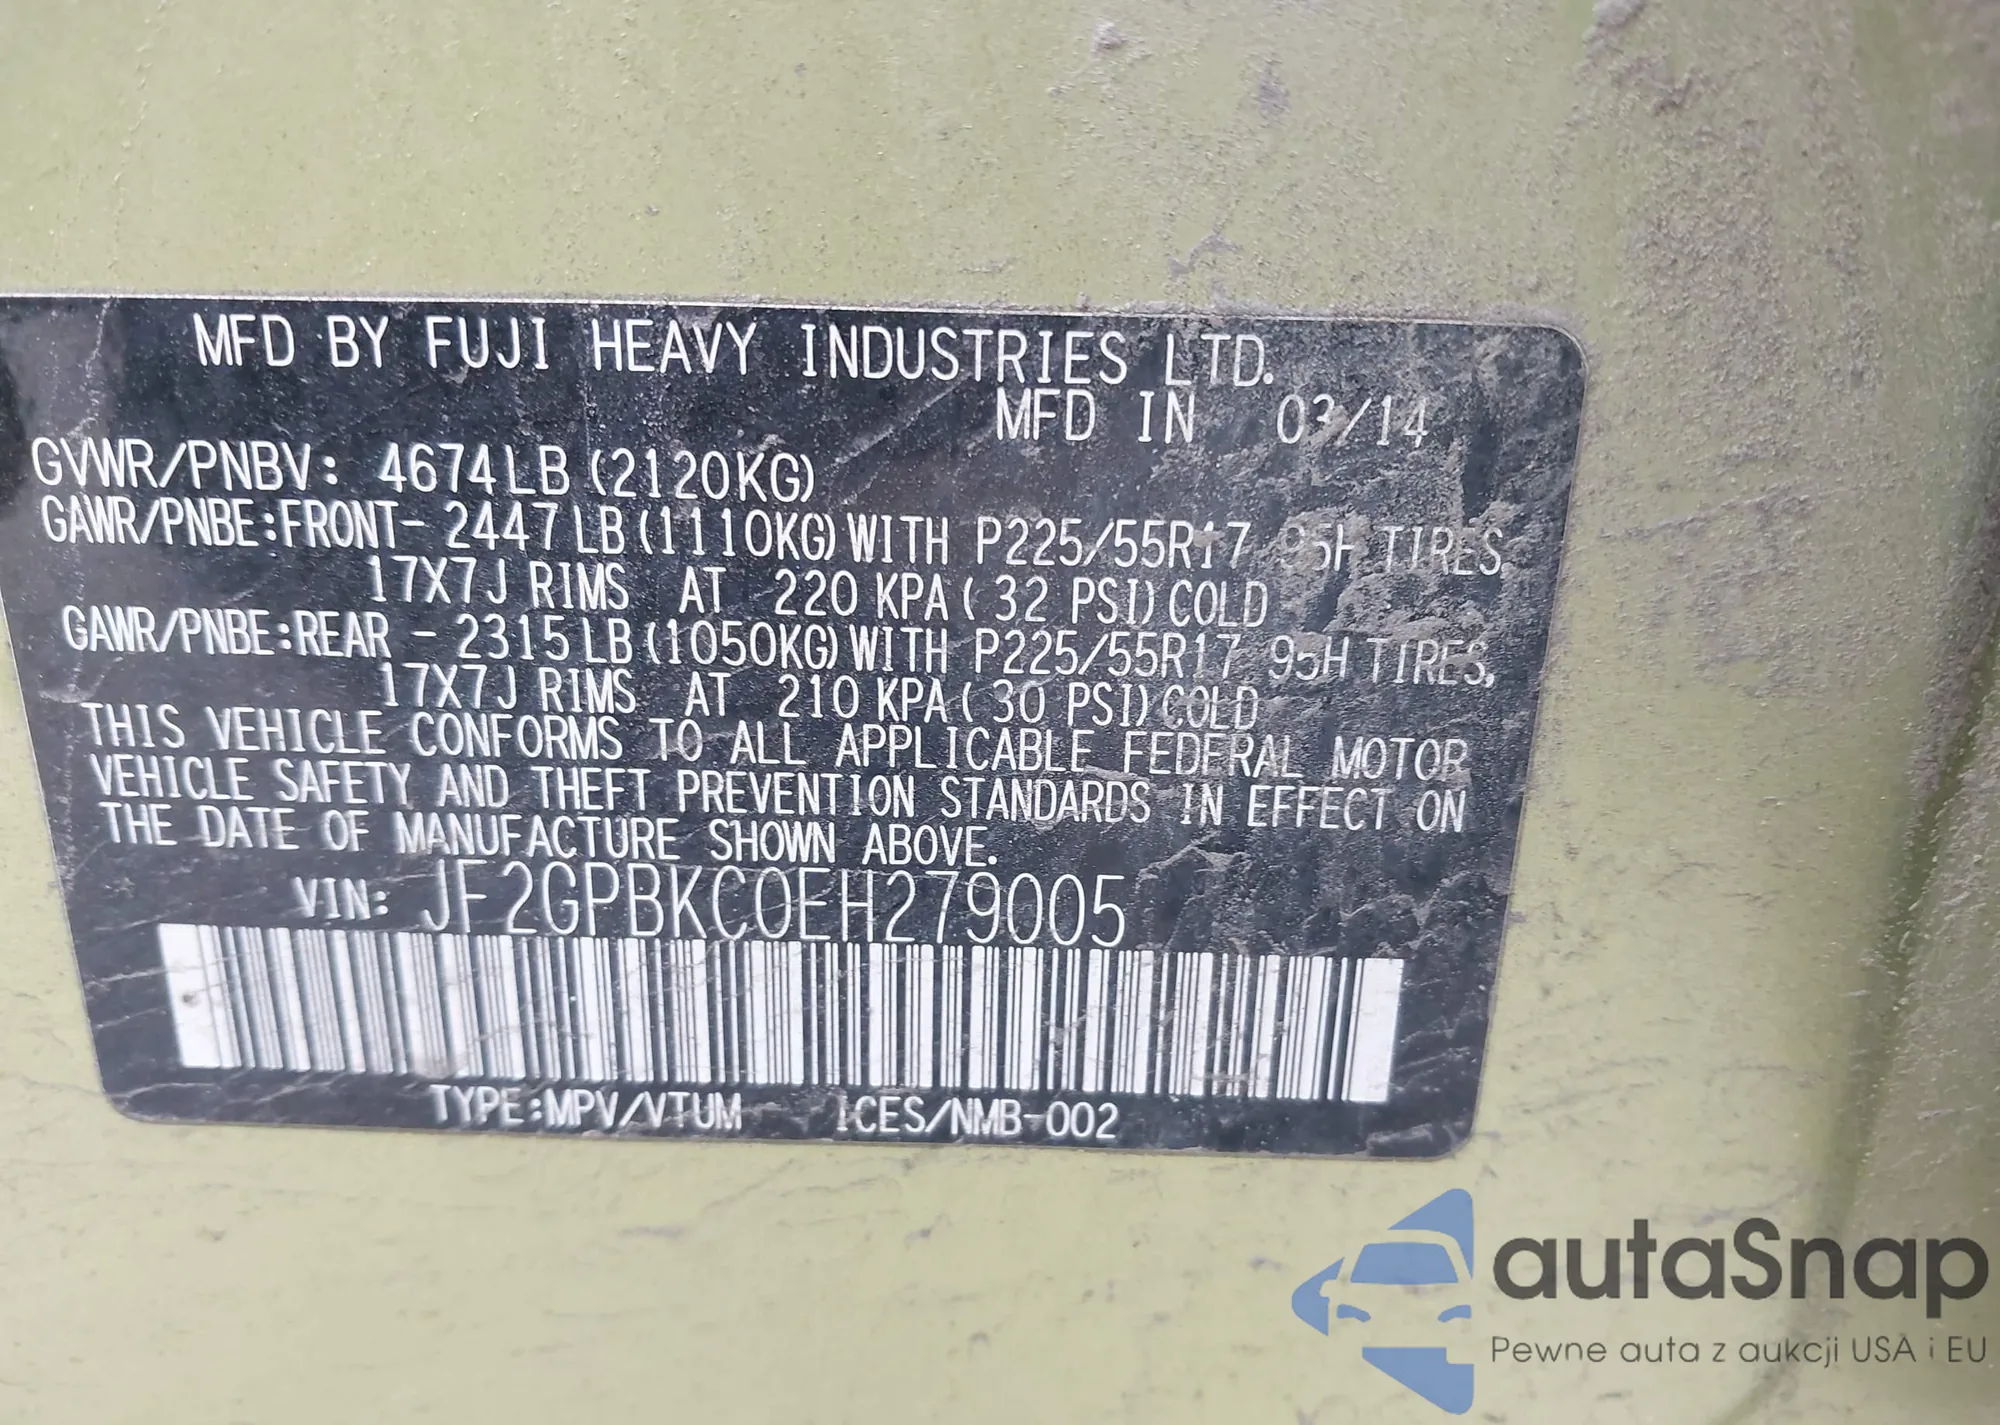 MFD BY FUJI HEAVY INDUSTRIES LTD.
MFD IN 03/14
GVWR/PNBV: 4674LB (2120KG)
GAWR/PNBE:FRONT- 2447LB(1110KG)WITH P225/55R17 95H TIRES
17X7J RIMS AT 220 KPA (32 PSI)COLD
GAWR/PNBE:REAR - 2315LB(1050KG)WITH P225/55R17 95H TIRES,
17X7J RIMS AT 210 KPA (30 PSI)COLD
THIS VEHICLE CONFORMS TO ALL APPLICABLE FEDERAL MOTOR
VEHICLE SAFETY AND THEFT PREVENTION STANDARDS IN EFFECT ON
THE DATE OF MANUFACTURE SHOWN ABOVE.
VIN: JF2GPBKC0EH279005
TYPE:MPV/VTUM ICES/NMB-002
autaSnap
Pewne auta z aukcji USA i EU